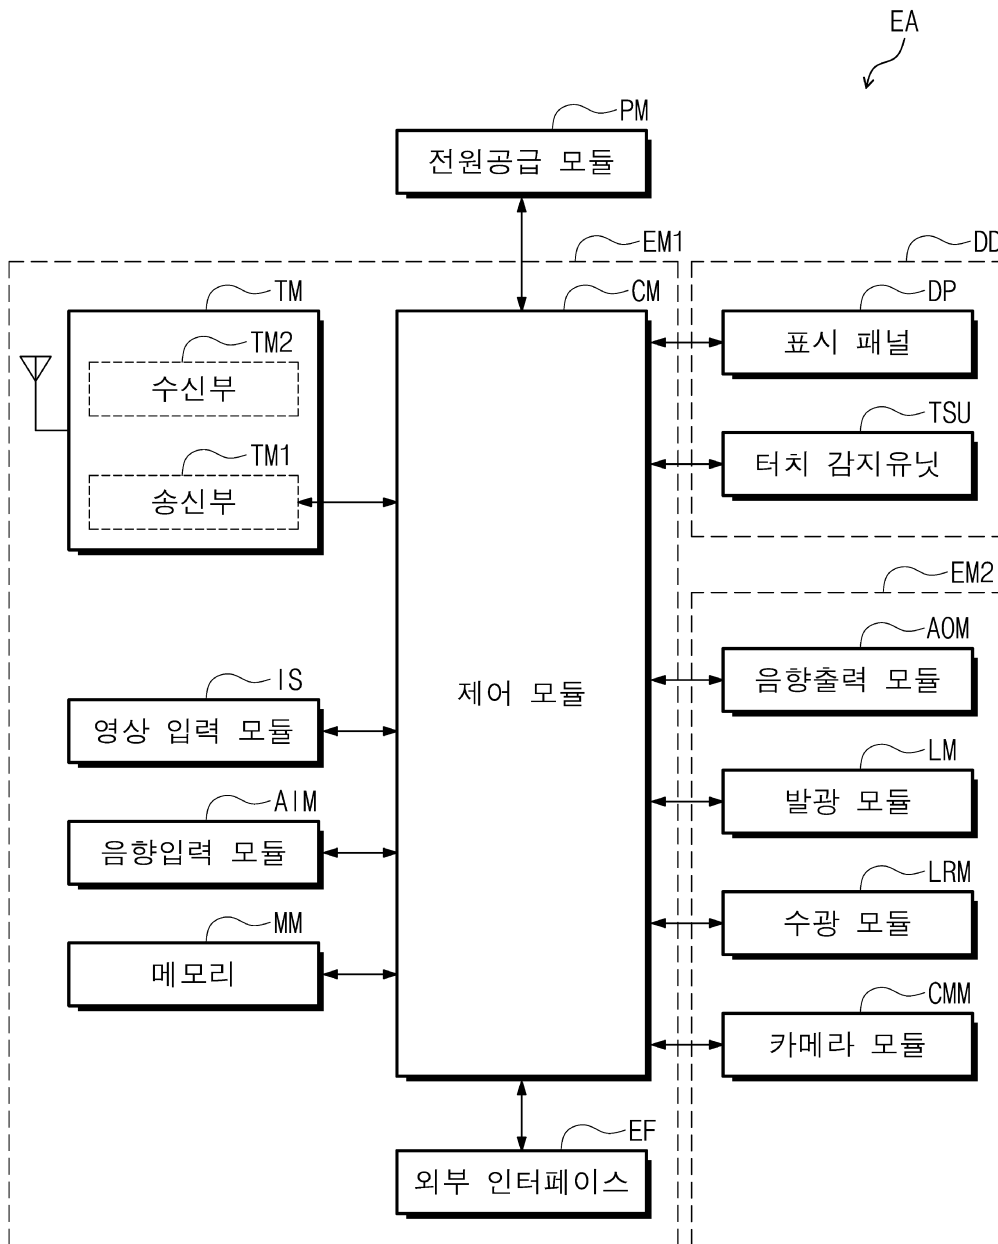 EA
PM
전원공급 모듈
EM1
DD
TM
CM
DP
표시 패널
TM2
수신부
TSU
터치 감지유닛
TM1
송신부
EM2
AOM
음향출력 모듈
제어 모듈
IS
영상 입력 모듈
LM
발광 모듈
AIM
음향입력 모듈
LRM
수광 모듈
MM
메모리
CMM
카메라 모듈
EF
외부 인터페이스